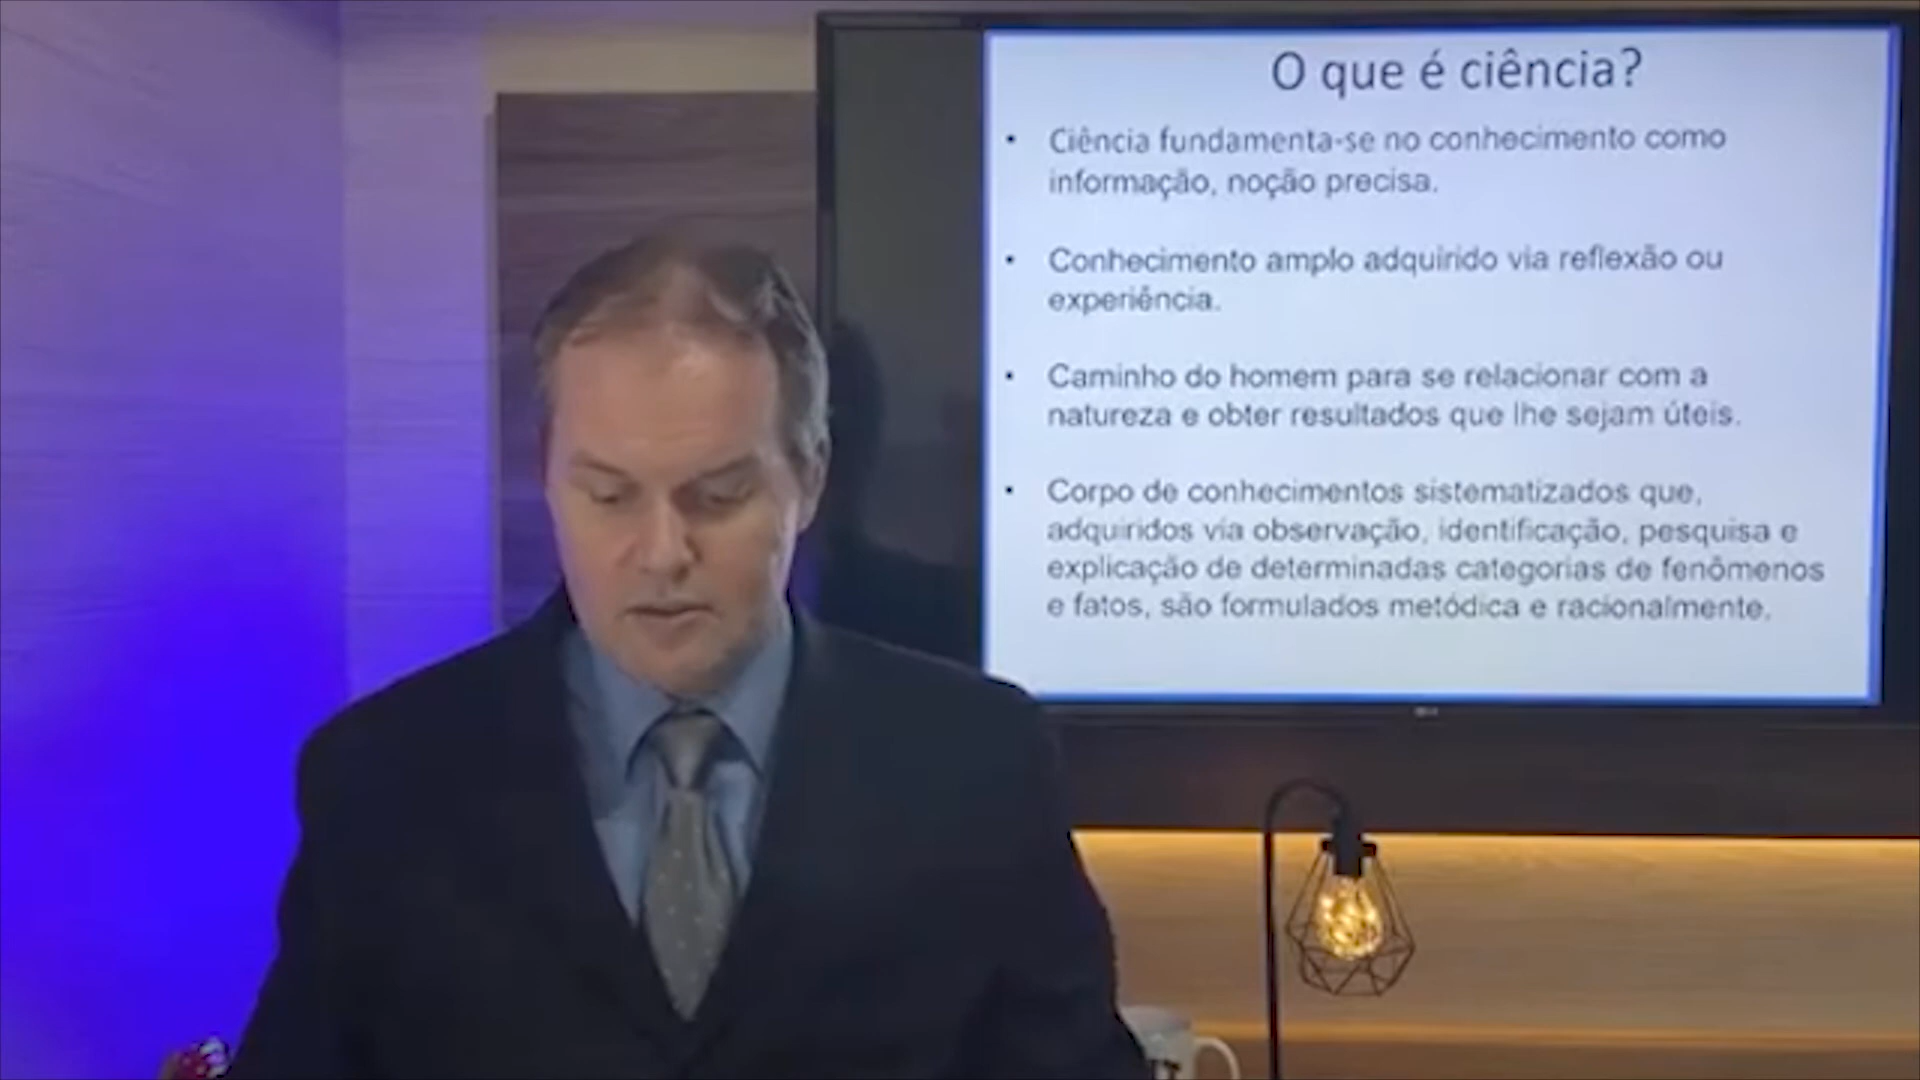 O que é ciência?
• Ciência fundamenta-se no conhecimento como
informação, noção precisa.
• Conhecimento amplo adquirido via reflexão ou
experiência.
• Caminho do homem para se relacionar com a
natureza e obter resultados que lhe sejam úteis.
• Corpo de conhecimentos sistematizados que,
adquiridos via observação, identificação, pesquisa e
explicação de determinadas categorias de fenômenos
e fatos, são formulados metódica e racionalmente.